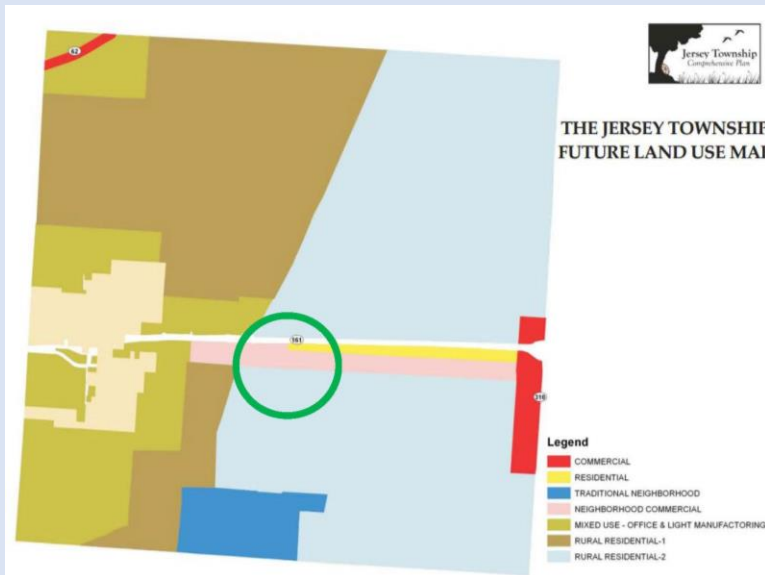 62
Jersey Township
Comprehensive Plan
THE JERSEY TOWNSHIP
FUTURE LAND USE MAP
161
310
Legend
COMMERCIAL
RESIDENTIAL
TRADITIONAL NEIGHBORHOOD
NEIGHBORHOOD COMMERCIAL
MIXED USE - OFFICE & LIGHT MANUFACTORING
RURAL RESIDENTIAL-1
RURAL RESIDENTIAL-2